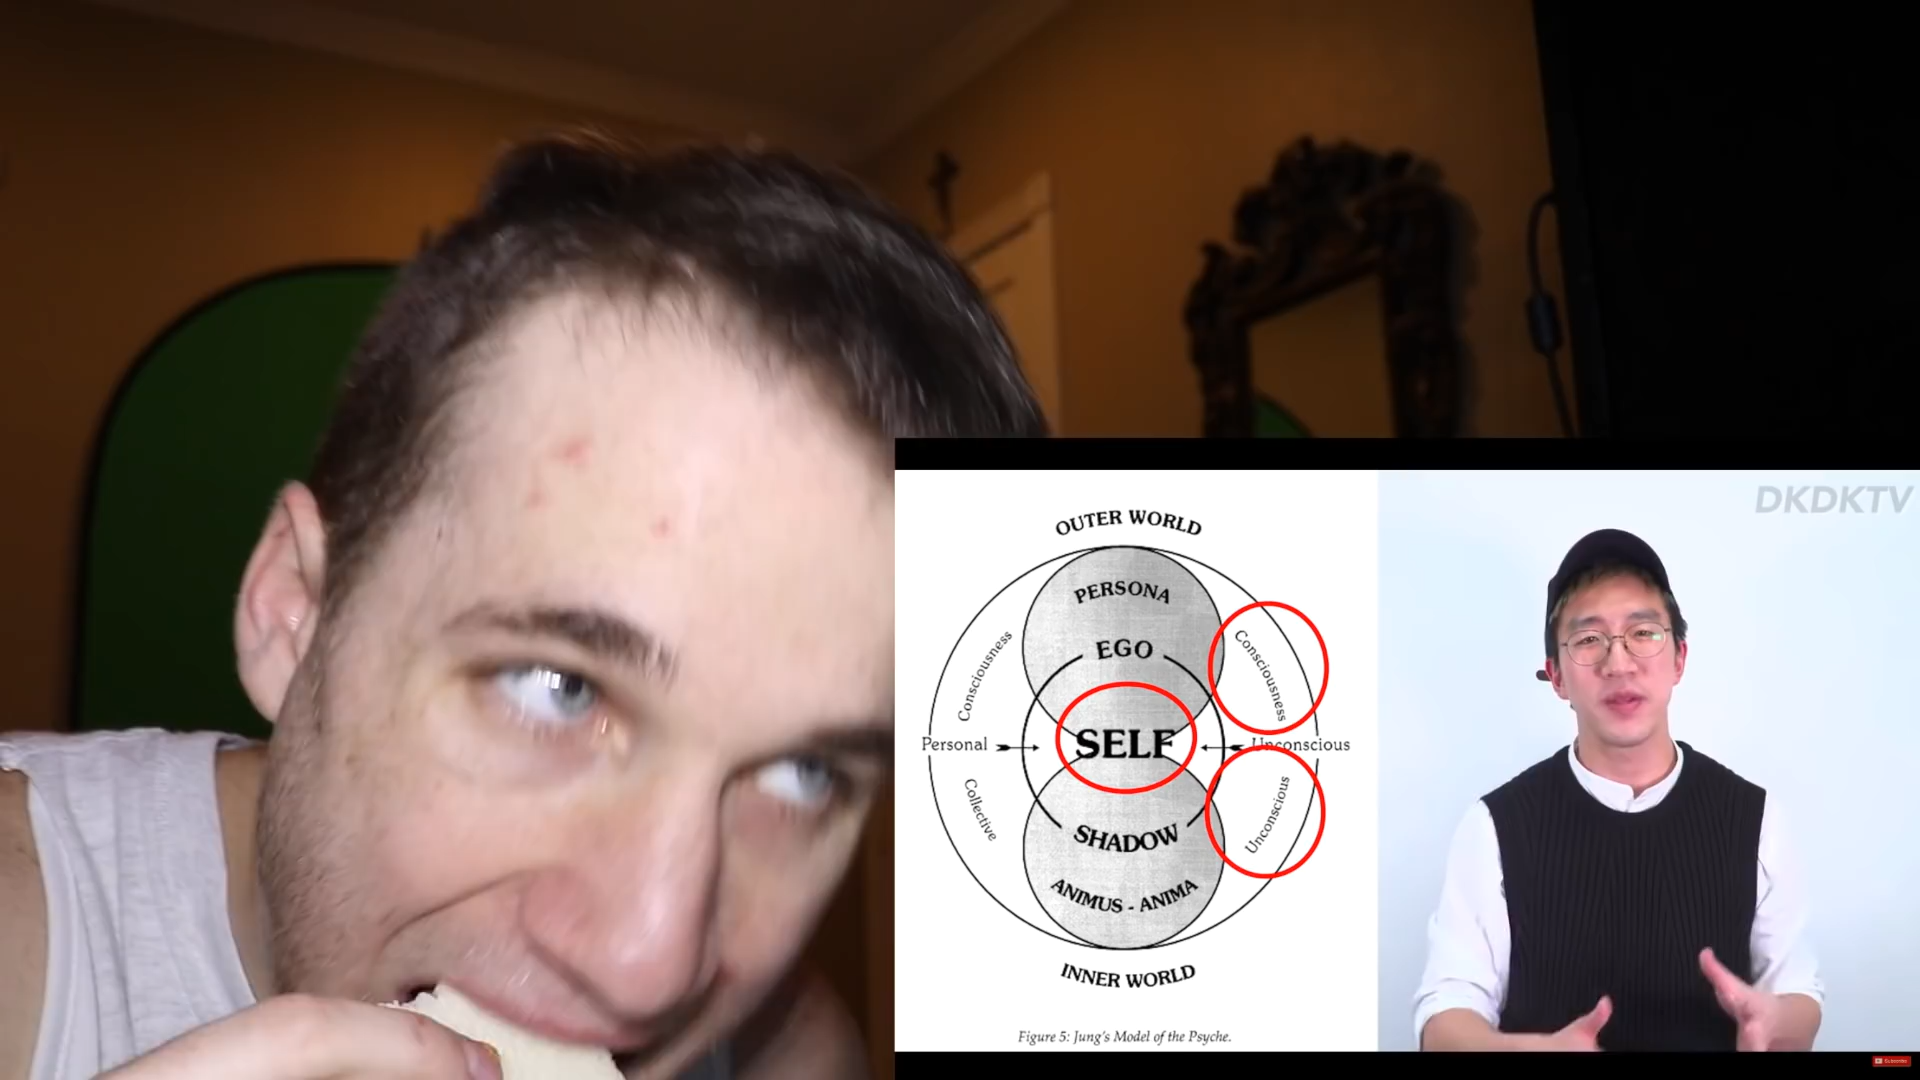 DKDKTV
OUTER WORLD
PERSONA
EGO
Consciousness
Consciousness
SELF
Personal
Unconscious
SHADOW
Collective
Unconscious
ANIMUS - ANIMA
INNER WORLD
Figure 5: Jung's Model of the Psyche.
Subscribe